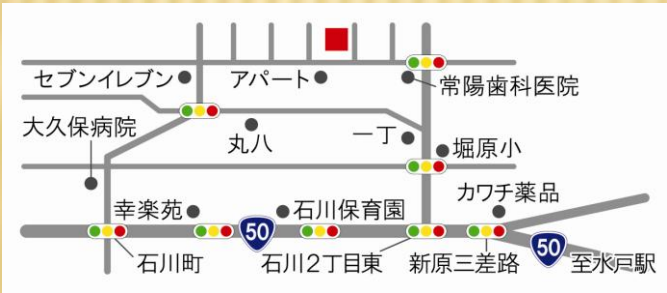 セブンイレブン
アパート
常陽歯科医院
大久保病院
丸八
一丁
堀原小
カワチ薬品
幸楽苑
50
石川保育園
50
石川町
石川2丁目東
新原三差路
至水戸駅